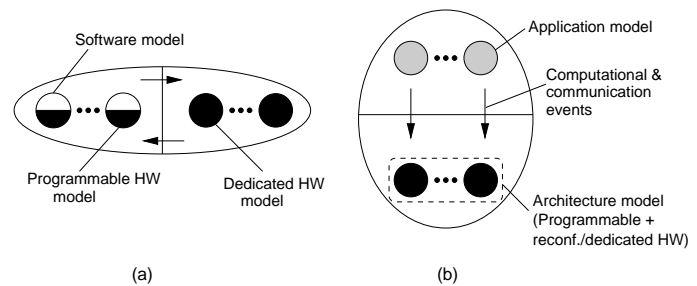 Software model
Programmable HW
model
Dedicated HW
model
(a)
Application model
Computational &
communication
events
Architecture model
(Programmable +
reconf./dedicated HW)
(b)